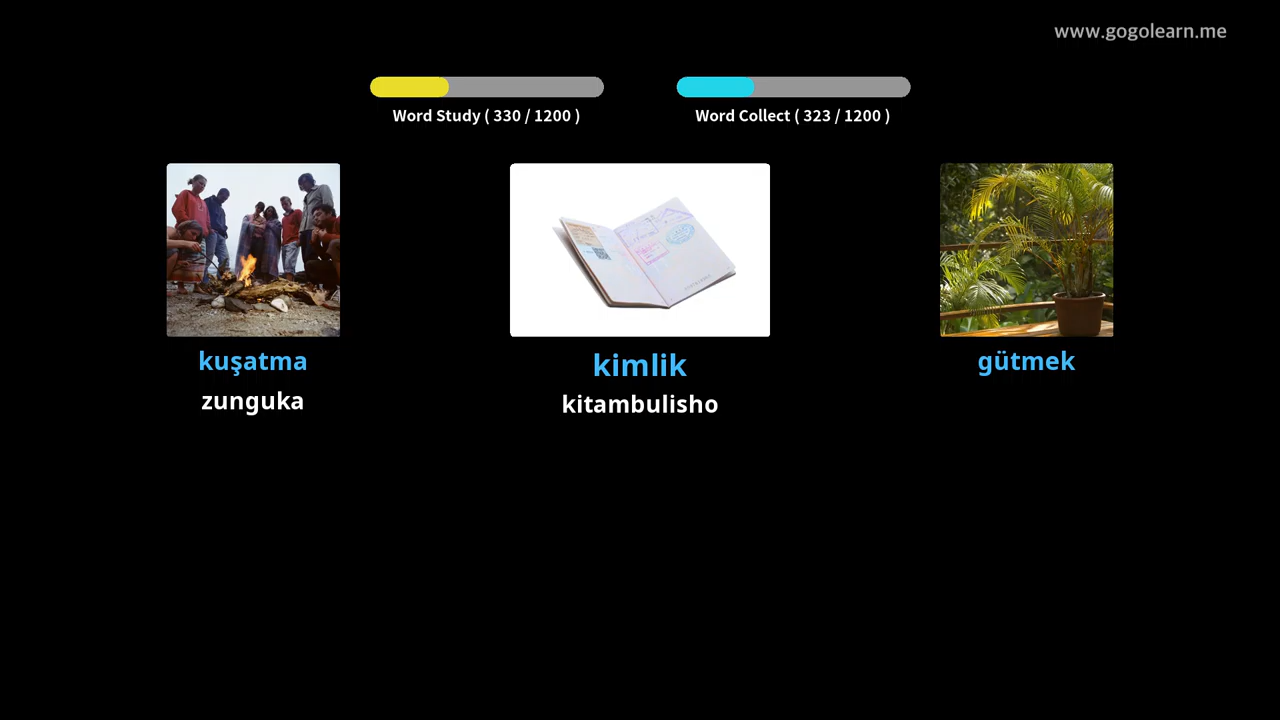 www.gogolearn.me
Word Study ( 330 / 1200 )
Word Collect ( 323 / 1200 )
kuşatma
zunguka
kimlik
kitambulisho
gütmek